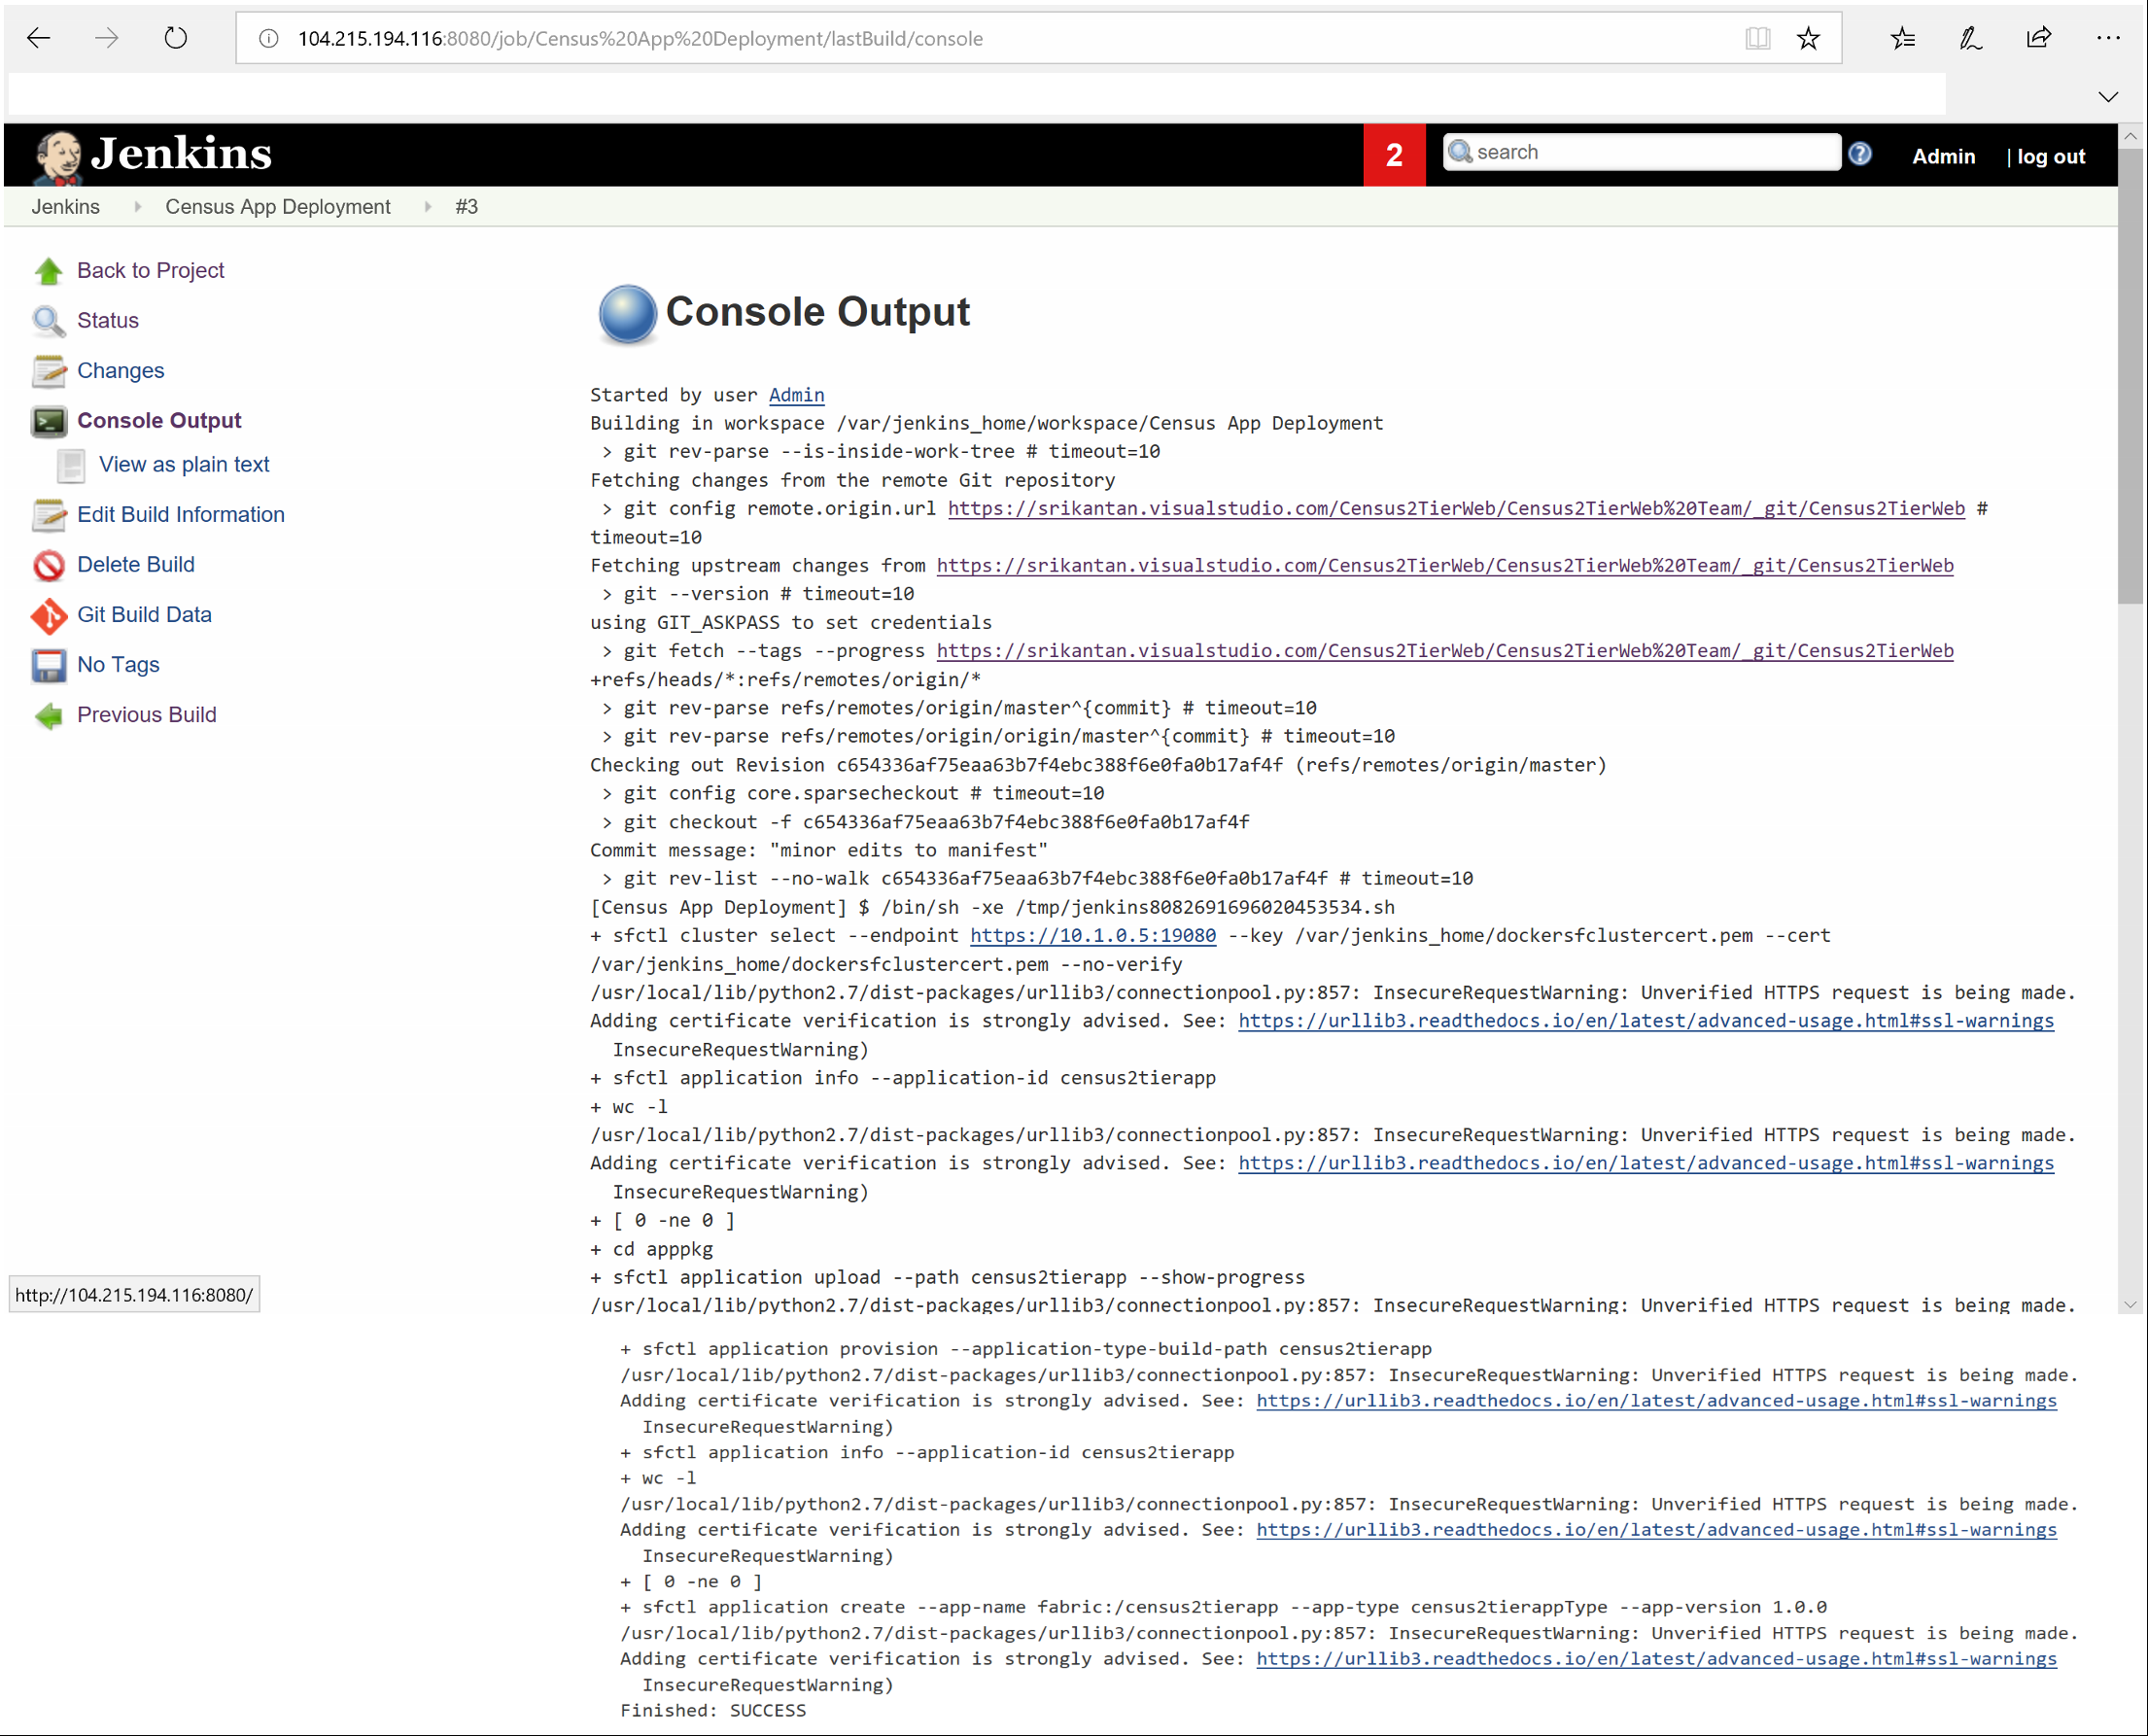 104.215.194.116:8080/job/Census%20App%20Deployment/lastBuild/console
Jenkins
2
search
Admin
| log out
Jenkins
Census App Deployment
#3
Back to Project
Status
Changes
Console Output
View as plain text
Edit Build Information
Delete Build
Git Build Data
No Tags
Previous Build
Console Output
Started by user Admin
Building in workspace /var/jenkins_home/workspace/Census App Deployment
> git rev-parse --is-inside-work-tree # timeout=10
Fetching changes from the remote Git repository
> git config remote.origin.url https://srikantan.visualstudio.com/Census2TierWeb/Census2TierWeb%20Team/_git/Census2TierWeb #
timeout=10
Fetching upstream changes from https://srikantan.visualstudio.com/Census2TierWeb/Census2TierWeb%20Team/_git/Census2TierWeb
> git --version # timeout=10
using GIT_ASKPASS to set credentials
> git fetch --tags --progress https://srikantan.visualstudio.com/Census2TierWeb/Census2TierWeb%20Team/_git/Census2TierWeb
+refs/heads/*:refs/remotes/origin/*
> git rev-parse refs/remotes/origin/master^{commit} # timeout=10
> git rev-parse refs/remotes/origin/origin/master^{commit} # timeout=10
Checking out Revision c654336af75eaa63b7f4ebc388f6e0fa0b17af4f (refs/remotes/origin/master)
> git config core.sparsecheckout # timeout=10
> git checkout -f c654336af75eaa63b7f4ebc388f6e0fa0b17af4f
Commit message: "minor edits to manifest"
> git rev-list --no-walk c654336af75eaa63b7f4ebc388f6e0fa0b17af4f # timeout=10
[Census App Deployment] $ /bin/sh -xe /tmp/jenkins8082691696020453534.sh
+ sfctl cluster select --endpoint https://10.1.0.5:19080 --key /var/jenkins_home/dockersfclustercert.pem --cert
/var/jenkins_home/dockersfclustercert.pem --no-verify
/usr/local/lib/python2.7/dist-packages/urllib3/connectionpool.py:857: InsecureRequestWarning: Unverified HTTPS request is being made.
Adding certificate verification is strongly advised. See: https://urllib3.readthedocs.io/en/latest/advanced-usage.html#ssl-warnings
InsecureRequestWarning)
+ sfctl application info --application-id census2tierapp
+ wc -l
/usr/local/lib/python2.7/dist-packages/urllib3/connectionpool.py:857: InsecureRequestWarning: Unverified HTTPS request is being made.
Adding certificate verification is strongly advised. See: https://urllib3.readthedocs.io/en/latest/advanced-usage.html#ssl-warnings
InsecureRequestWarning)
+ [ 0 -ne 0 ]
+ cd apppkg
+ sfctl application upload --path census2tierapp --show-progress
/usr/local/lib/python2.7/dist-packages/urllib3/connectionpool.py:857: InsecureRequestWarning: Unverified HTTPS request is being made.
http://104.215.194.116:8080/
+ sfctl application provision --application-type-build-path census2tierapp
/usr/local/lib/python2.7/dist-packages/urllib3/connectionpool.py:857: InsecureRequestWarning: Unverified HTTPS request is being made.
Adding certificate verification is strongly advised. See: https://urllib3.readthedocs.io/en/latest/advanced-usage.html#ssl-warnings
InsecureRequestWarning)
+ sfctl application info --application-id census2tierapp
+ wc -l
/usr/local/lib/python2.7/dist-packages/urllib3/connectionpool.py:857: InsecureRequestWarning: Unverified HTTPS request is being made.
Adding certificate verification is strongly advised. See: https://urllib3.readthedocs.io/en/latest/advanced-usage.html#ssl-warnings
InsecureRequestWarning)
+ [ 0 -ne 0 ]
+ sfctl application create --app-name fabric:/census2tierapp --app-type census2tierappType --app-version 1.0.0
/usr/local/lib/python2.7/dist-packages/urllib3/connectionpool.py:857: InsecureRequestWarning: Unverified HTTPS request is being made.
Adding certificate verification is strongly advised. See: https://urllib3.readthedocs.io/en/latest/advanced-usage.html#ssl-warnings
InsecureRequestWarning)
Finished: SUCCESS